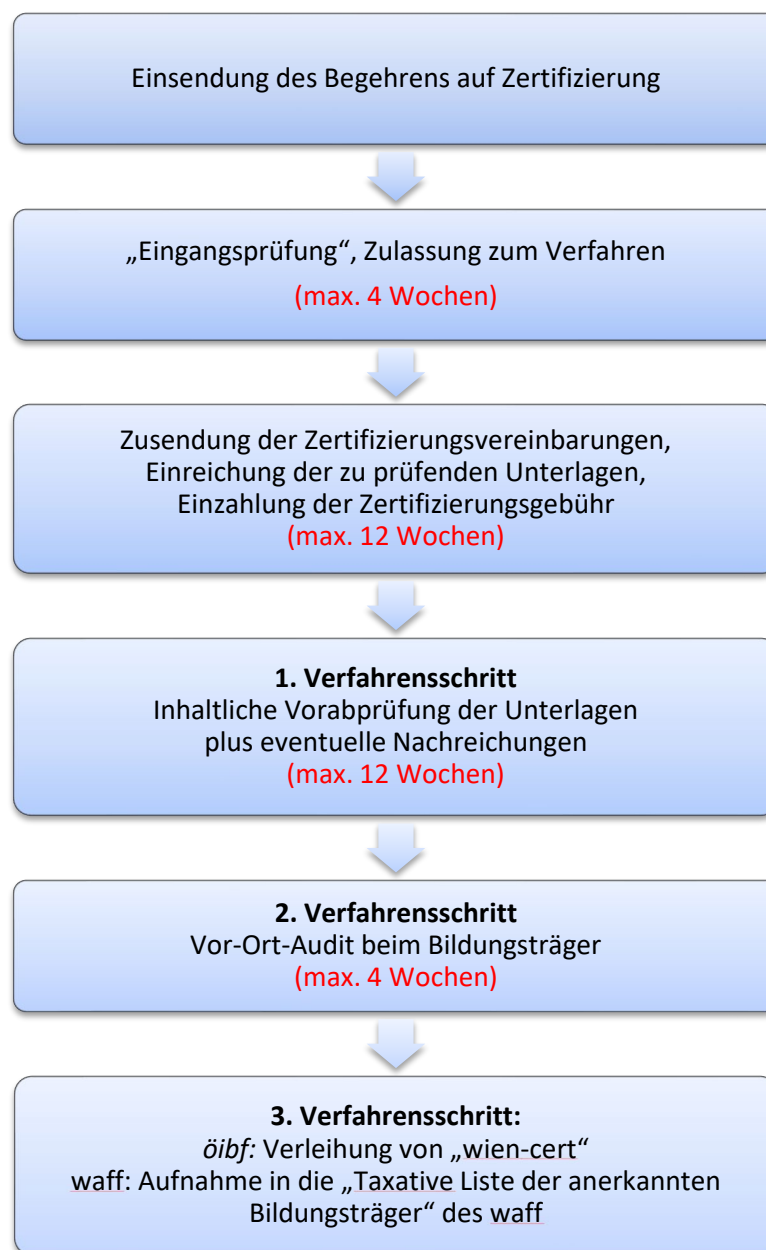 Einsendung des Begehrens auf Zertifizierung
„Eingangsprüfung“, Zulassung zum Verfahren
(max. 4 Wochen)
Zusendung der Zertifizierungsvereinbarungen,
Einreichung der zu prüfenden Unterlagen,
Einzahlung der Zertifizierungsgebühr
(max. 12 Wochen)
1. Verfahrensschritt
Inhaltliche Vorabprüfung der Unterlagen
plus eventuelle Nachreichungen
(max. 12 Wochen)
2. Verfahrensschritt
Vor-Ort-Audit beim Bildungsträger
(max. 4 Wochen)
3. Verfahrensschritt:
öibf: Verleihung von „wien-cert“
waff: Aufnahme in die „Taxative Liste der anerkannten
Bildungsträger“ des waff